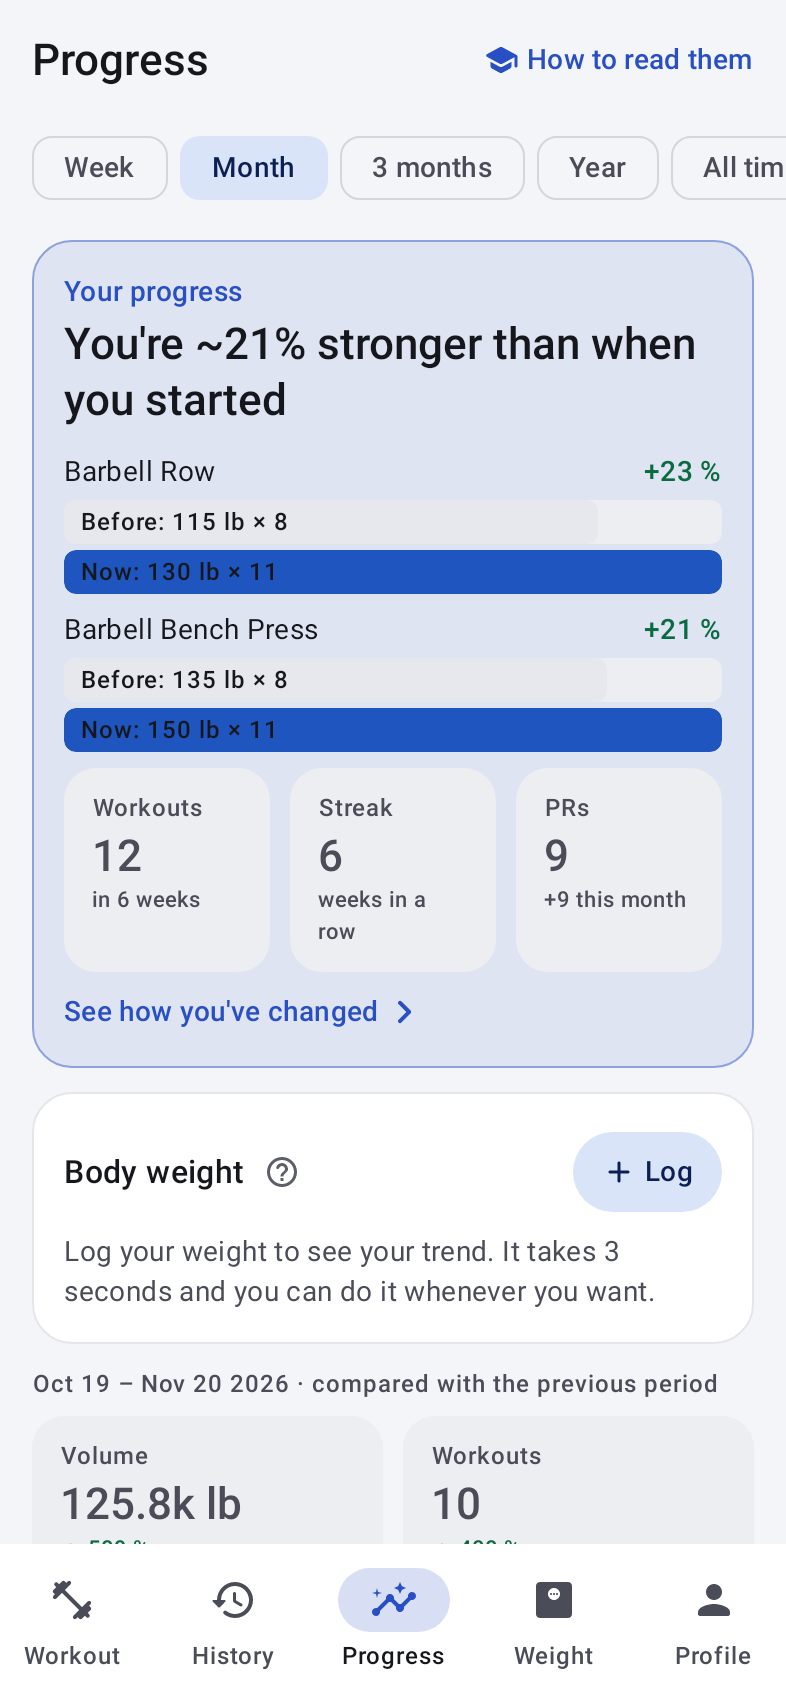 Progress
How to read them
Week
Month
3 months
Year
All tim
Your progress
You're ~21% stronger than when
you started
Barbell Row
+23 %
Before: 115 lb × 8
Now: 130 lb × 11
Barbell Bench Press
+21 %
Before: 135 lb × 8
Now: 150 lb × 11
Workouts
12
in 6 weeks
Streak
6
weeks in a
row
PRs
9
+9 this month
See how you've changed
Body weight
+ Log
Log your weight to see your trend. It takes 3
seconds and you can do it whenever you want.
Oct 19 – Nov 20 2026 · compared with the previous period
Volume
125.8k lb
Workouts
10
Workout
History
Progress
Weight
Profile